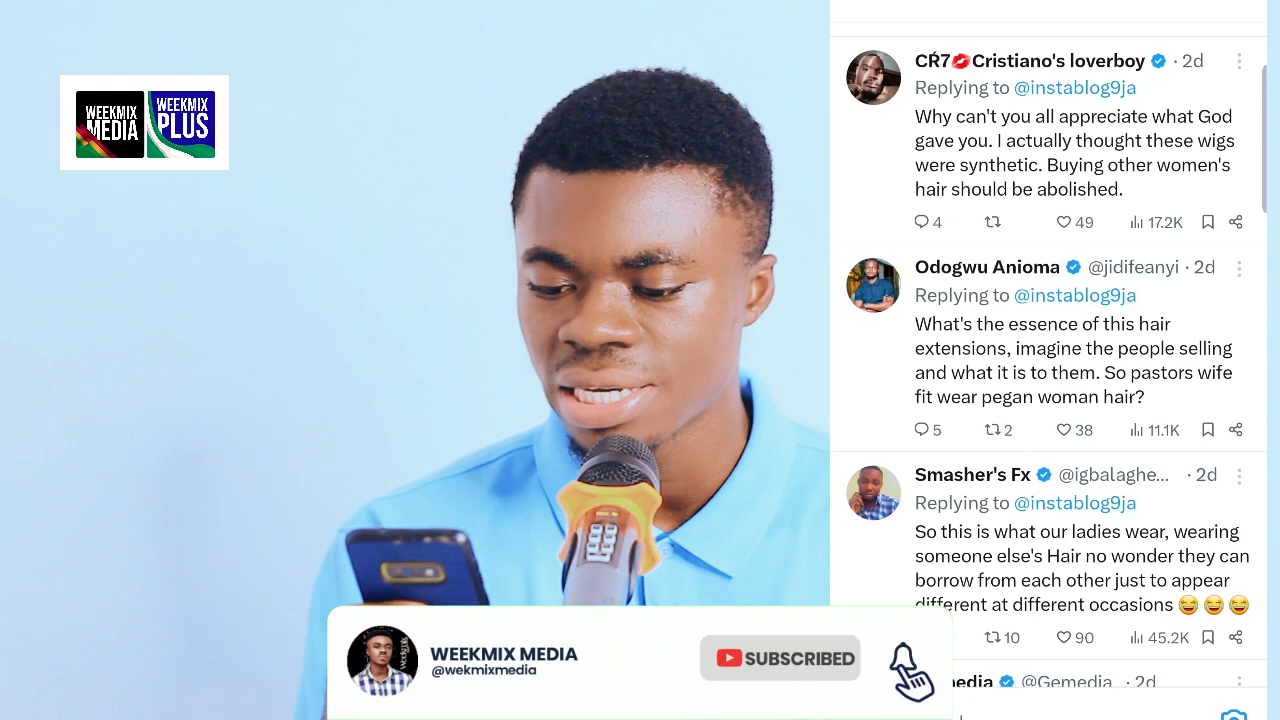 WEEKMIX
MEDIA
WEEKMIX
PLUS
CŔ7💋Cristiano's loverboy · 2d
Replying to @instablog9ja
Why can't you all appreciate what God
gave you. I actually thought these wigs
were synthetic. Buying other women's
hair should be abolished.
4 49 17.2K
Odogwu Anioma @jidifeanyi · 2d
Replying to @instablog9ja
What's the essence of this hair
extensions, imagine the people selling
and what it is to them. So pastors wife
fit wear pegan woman hair?
5 2 38 11.1K
Smasher's Fx @igbalaghe... · 2d
Replying to @instablog9ja
So this is what our ladies wear, wearing
someone else's Hair no wonder they can
borrow from each other just to appear
different at different occasions 😅 😅 😅
10 90 45.2K
media @Gemedia · 2d
WEEKMIX MEDIA
@wekmixmedia
SUBSCRIBED